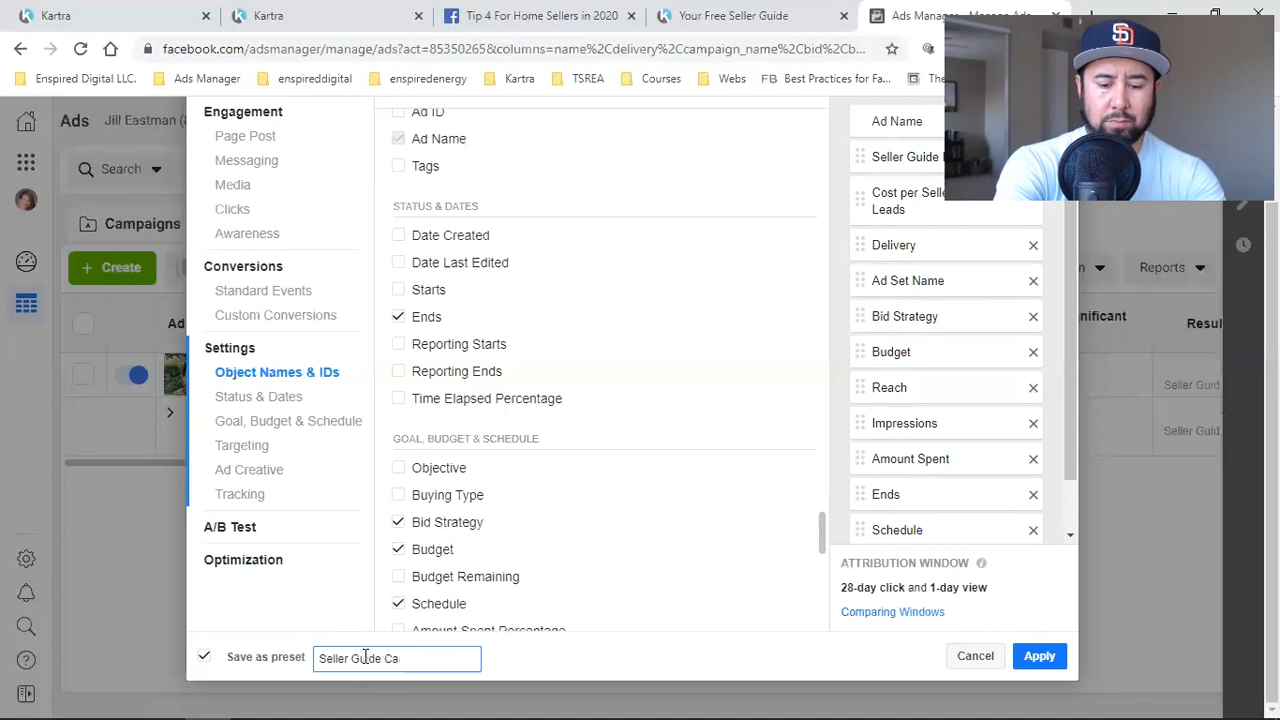 Kartra
Kartra
Tip 4 For Home Sellers in 2020
Your Free Seller Guide
Ads Manager
facebook.com/adsmanager/manage/ads?act=85350265&columns=name%2Cdelivery%2Ccampaign_name%2Cbid%2Cb...
Enspired Digital LLC.
Ads Manager
enspireddigital
enspiredenergy
Kartra
TSREA
Courses
Webs
FB Best Practices for Fa...
SD
Ads
Jill Eastman
Search
Campaigns
+ Create
Ad
Reports
Results
Seller Guid
Seller Guid
Engagement
Page Post
Messaging
Media
Clicks
Awareness
Conversions
Standard Events
Custom Conversions
Settings
Object Names & IDs
Status & Dates
Goal, Budget & Schedule
Targeting
Ad Creative
Tracking
A/B Test
Optimization
Ad ID
Ad Name
Tags
STATUS & DATES
Date Created
Date Last Edited
Starts
Ends
Reporting Starts
Reporting Ends
Time Elapsed Percentage
GOAL, BUDGET & SCHEDULE
Objective
Buying Type
Bid Strategy
Budget
Budget Remaining
Schedule
Amount Spent Percentage
Ad Name
Seller Guide
Cost per Sell
Leads
Delivery
Ad Set Name
Bid Strategy
Budget
Reach
Impressions
Amount Spent
Ends
Schedule
ATTRIBUTION WINDOW
28-day click and 1-day view
Comparing Windows
Save as preset
Seller Guide Ca
Cancel
Apply